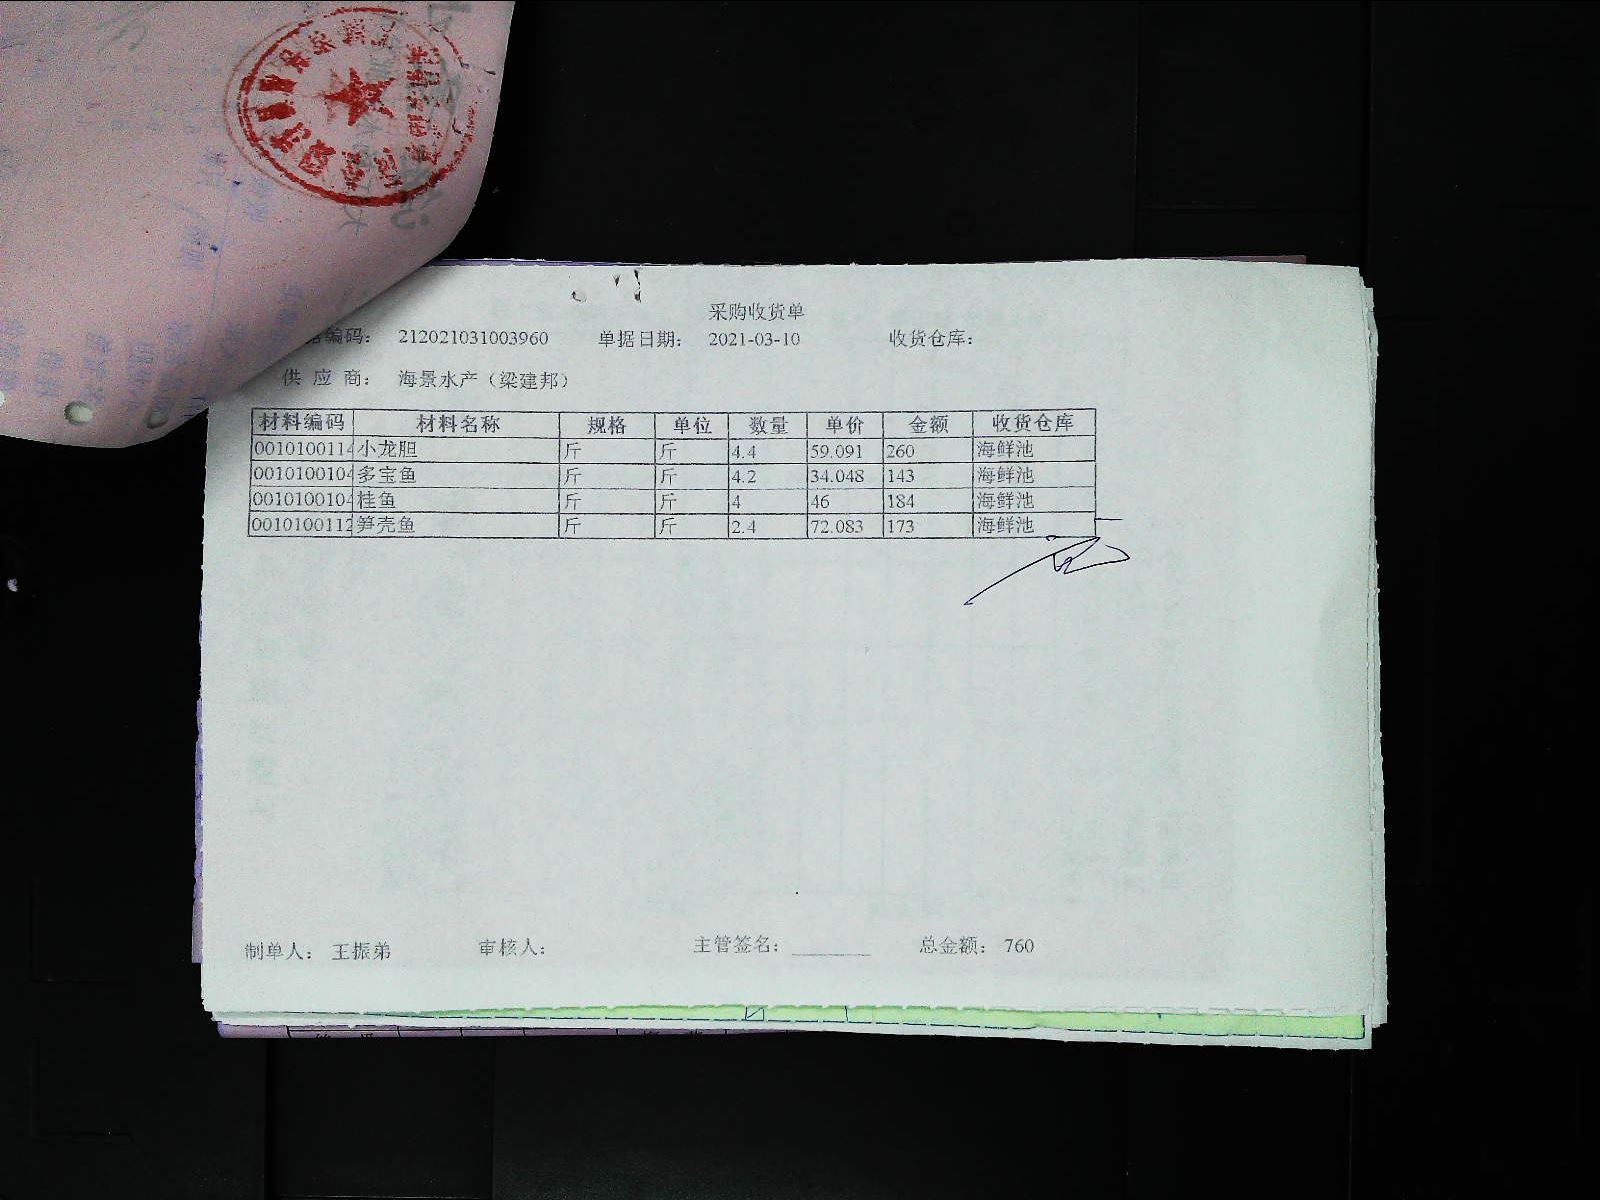 采购收货单
编码： 212021031003960 单据日期： 2021-03-10 收货仓库：
供 应 商： 海景水产（梁建邦）
材料编码 材料名称 规格 单位 数量 单价 金额 收货仓库
0010100114 小龙胆 斤 斤 4.4 59.091 260 海鲜池
0010100104 多宝鱼 斤 斤 4.2 34.048 143 海鲜池
0010100104 桂鱼 斤 斤 4 46 184 海鲜池
0010100112 笋壳鱼 斤 斤 2.4 72.083 173 海鲜池
制单人： 王振弟 审核人： 主管签名： ________ 总金额： 760